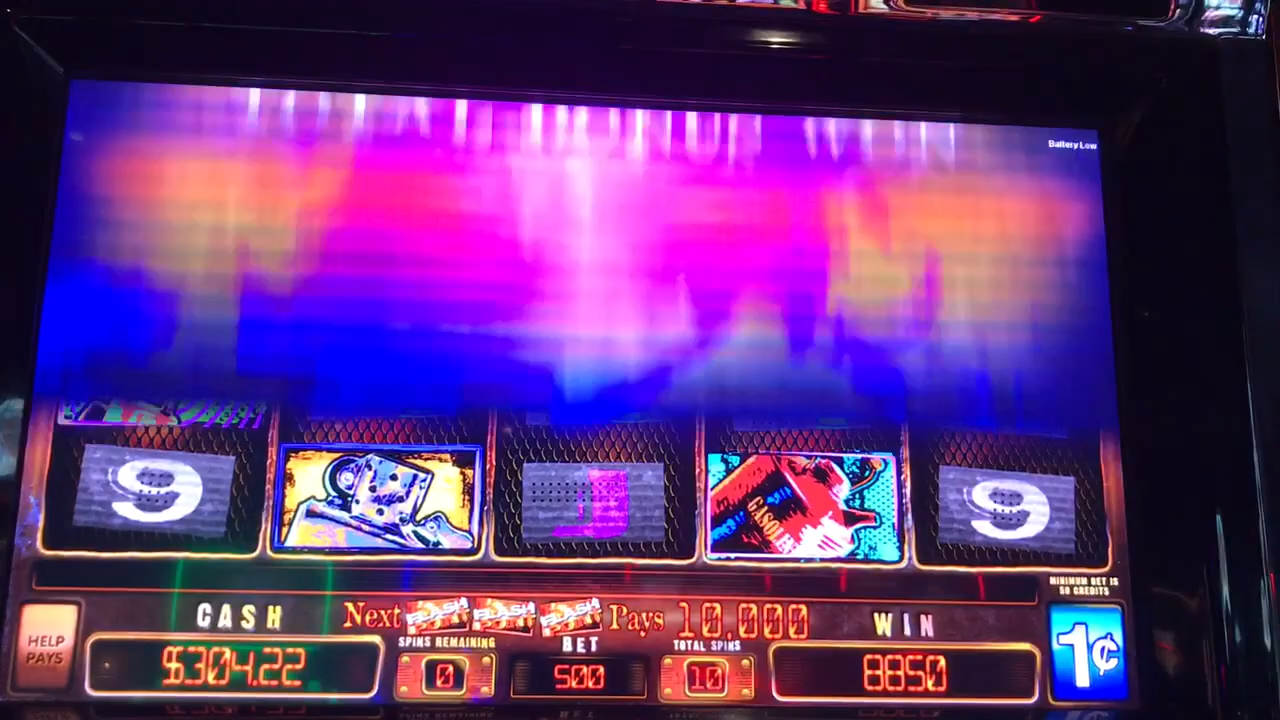 Battery Low
9
J
GASOLINE
9
MINIMUM BET IS
50 CREDITS
CASH
Next FLASH FLASH FLASH Pays 10,000
WIN
HELP
PAYS
SPINS REMAINING
BET
TOTAL SPINS
$304.22
0
500
10
8850
1¢